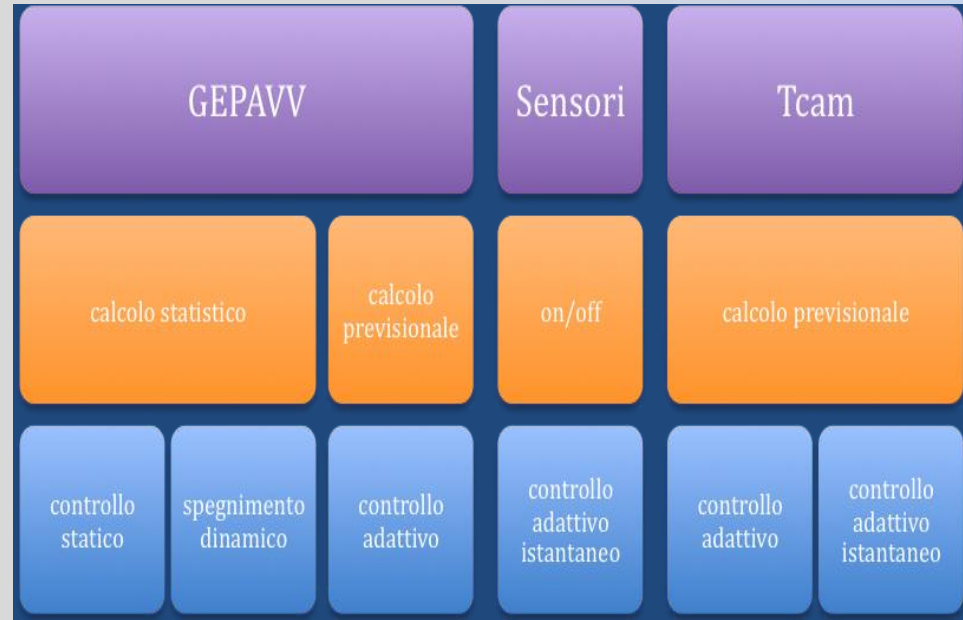 GEPAVV
Sensori
Tcam
calcolo statistico
calcolo
previsionale
on/off
calcolo previsionale
controllo
statico
spegnimento
dinamico
controllo
adattivo
controllo
adattivo
istantaneo
controllo
adattivo
controllo
adattivo
istantaneo